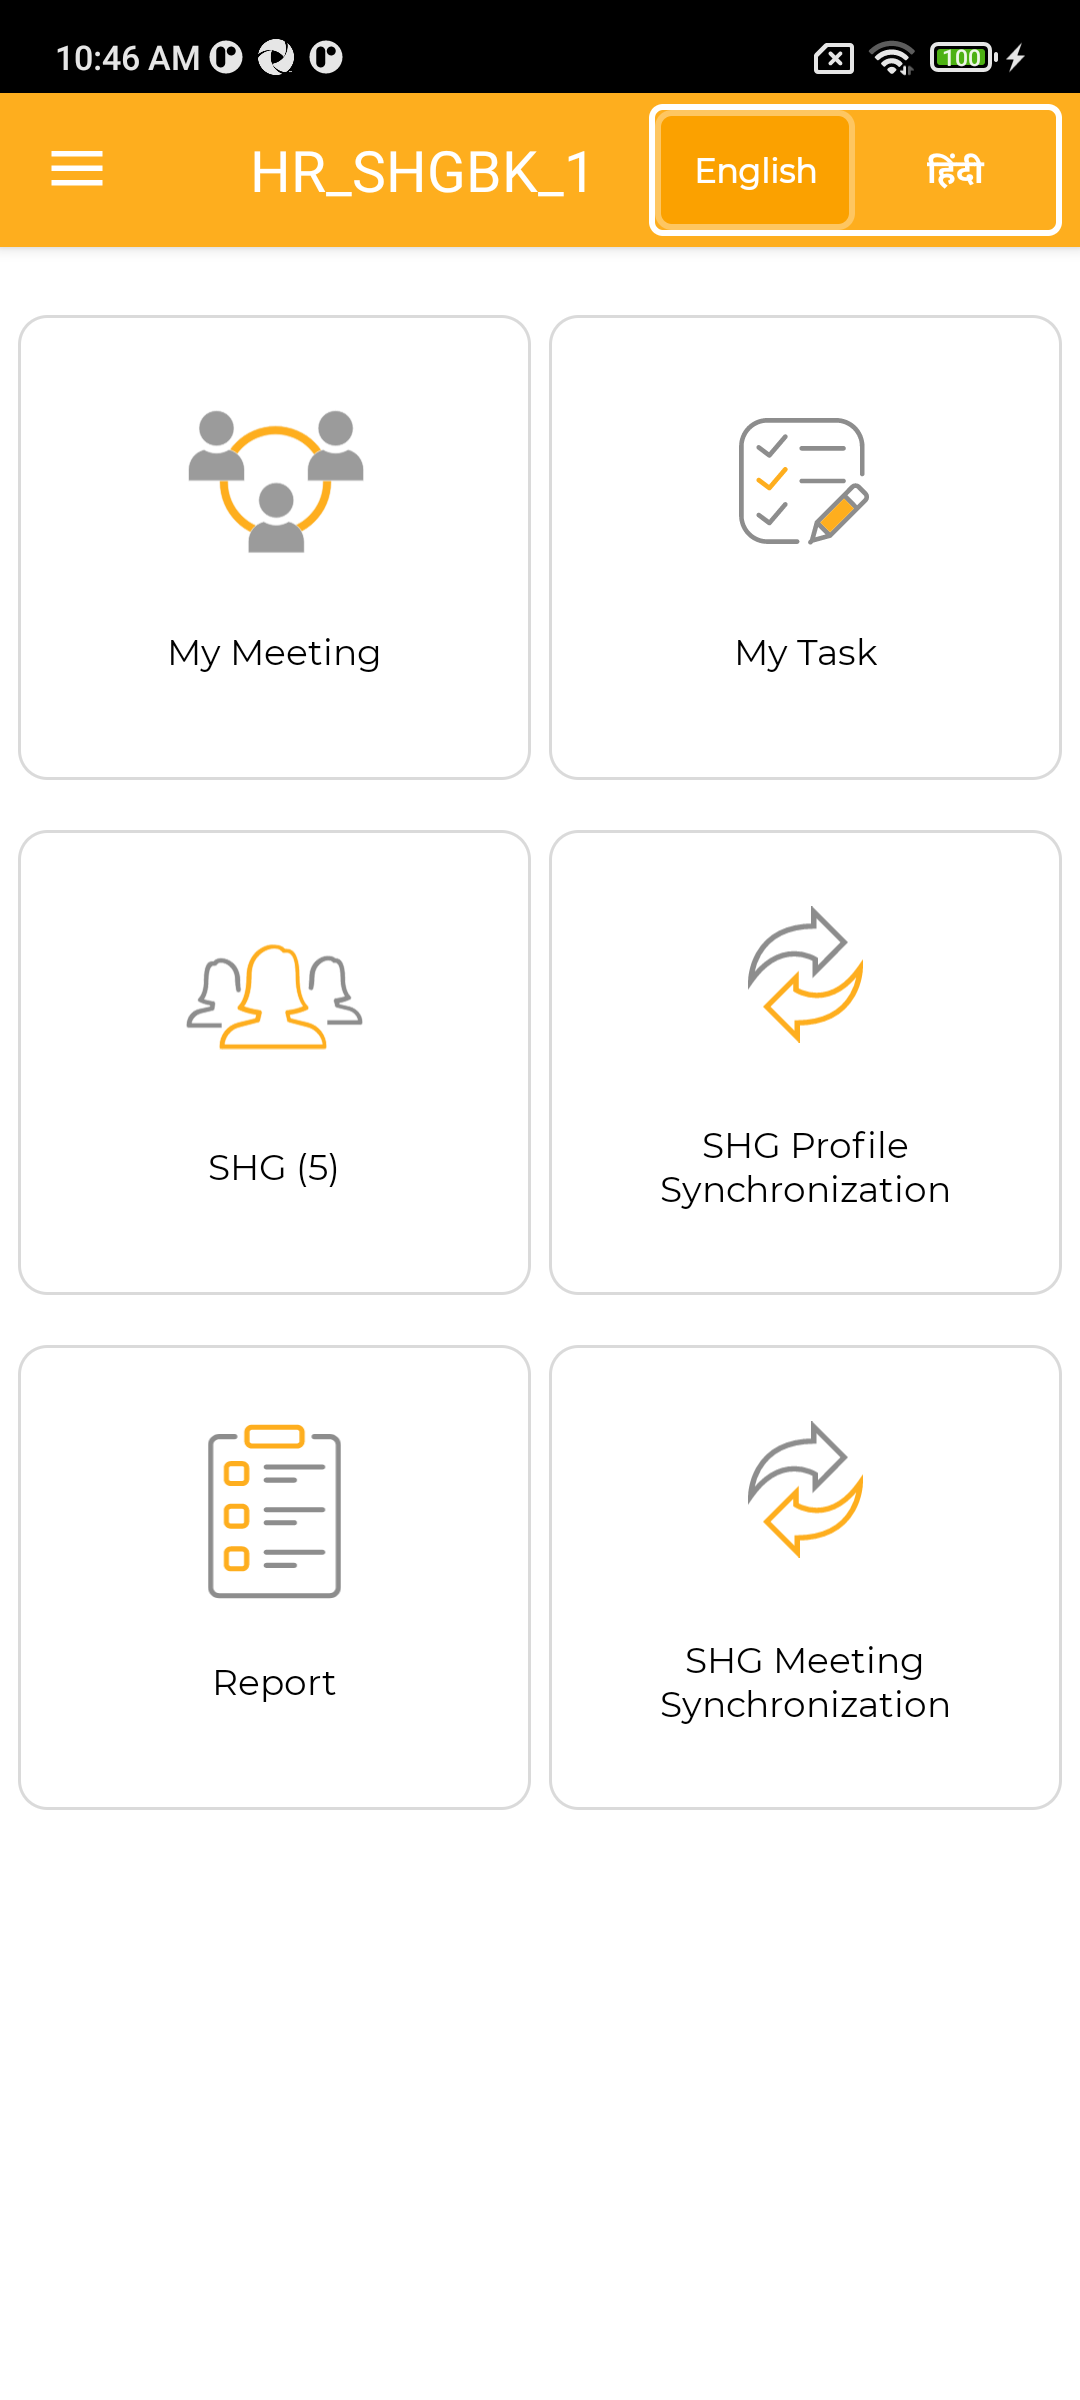 10:46 AM
100
HR_SHGBK_1
English
हिंदी
My Meeting
My Task
SHG (5)
SHG Profile
Synchronization
Report
SHG Meeting
Synchronization